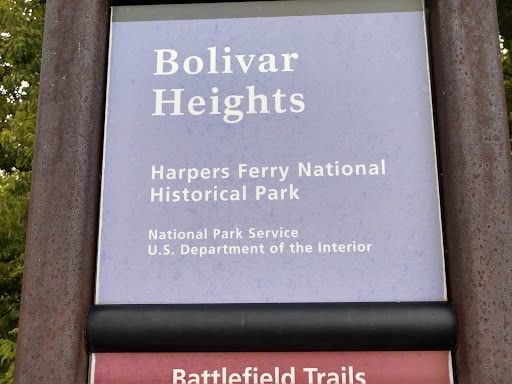 Bolivar
Heights
Harpers Ferry National
Historical Park
National Park Service
U.S. Department of the Interior
Battlefield Trails